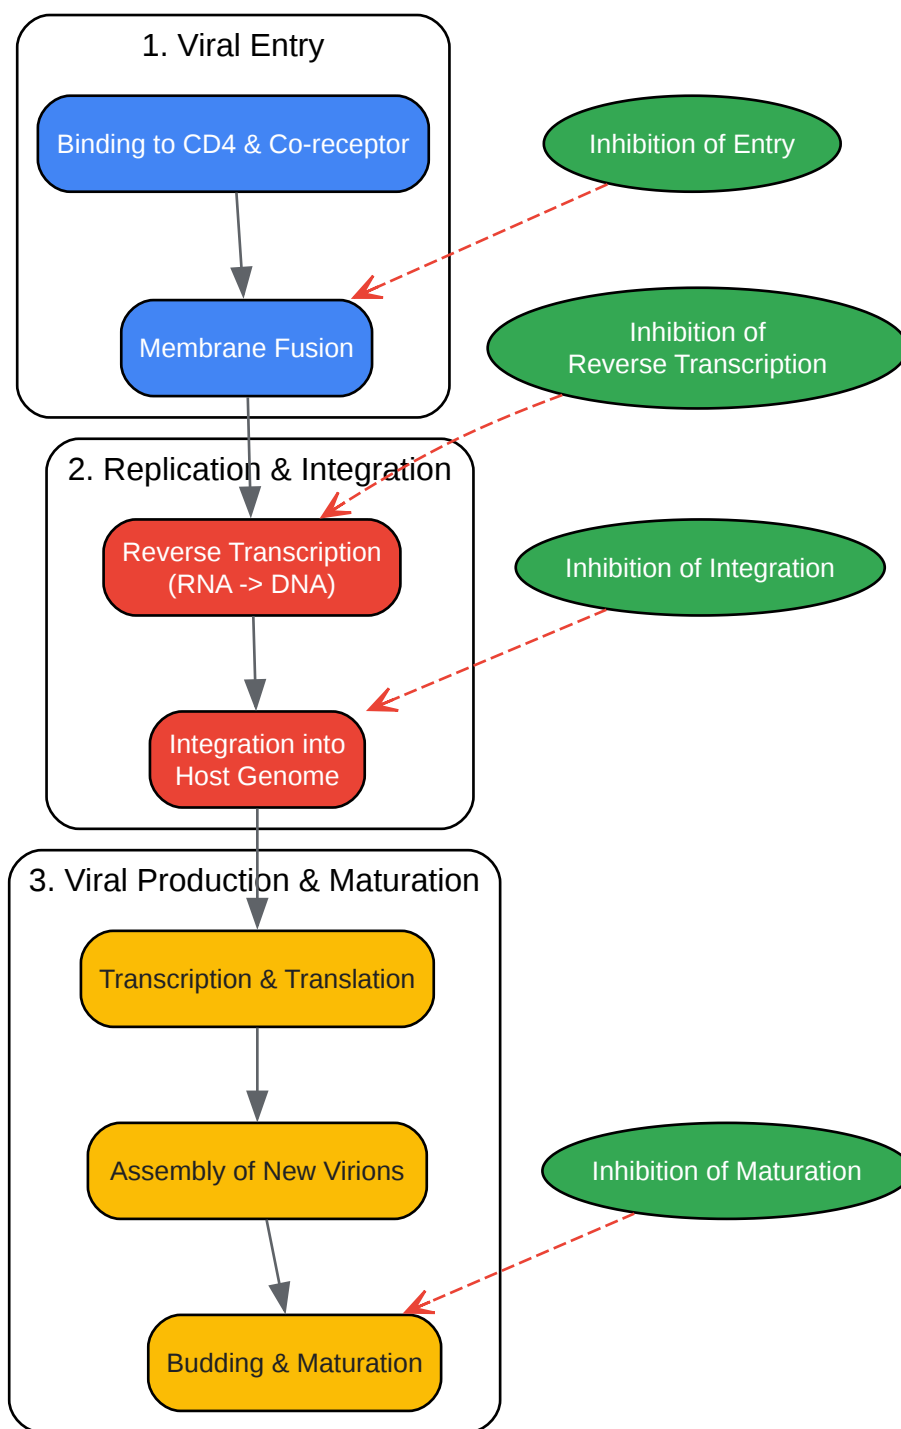 1. Viral Entry
Binding to CD4 & Co-receptor
Inhibition of Entry
Membrane Fusion
Inhibition of
Reverse Transcription
2. Replication & Integration
Reverse Transcription
(RNA -> DNA)
Inhibition of Integration
Integration into
Host Genome
3. Viral Production & Maturation
Transcription & Translation
Assembly of New Virions
Inhibition of Maturation
Budding & Maturation